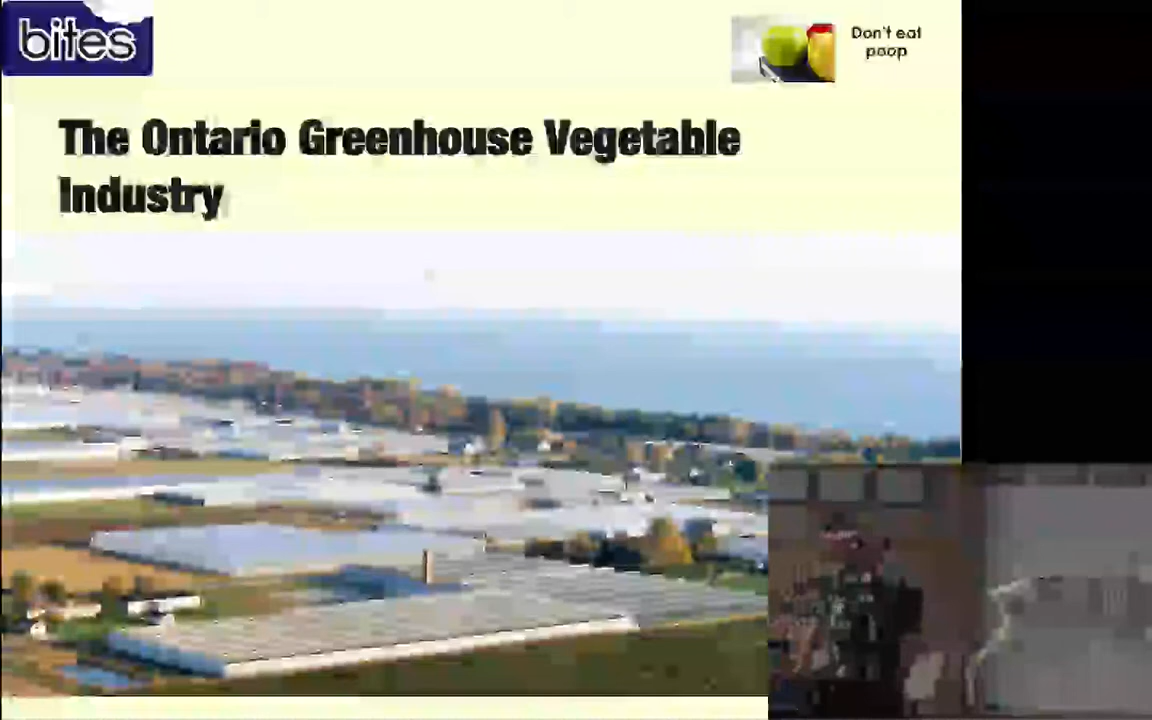 bites
Don't eat
poop
The Ontario Greenhouse Vegetable
Industry